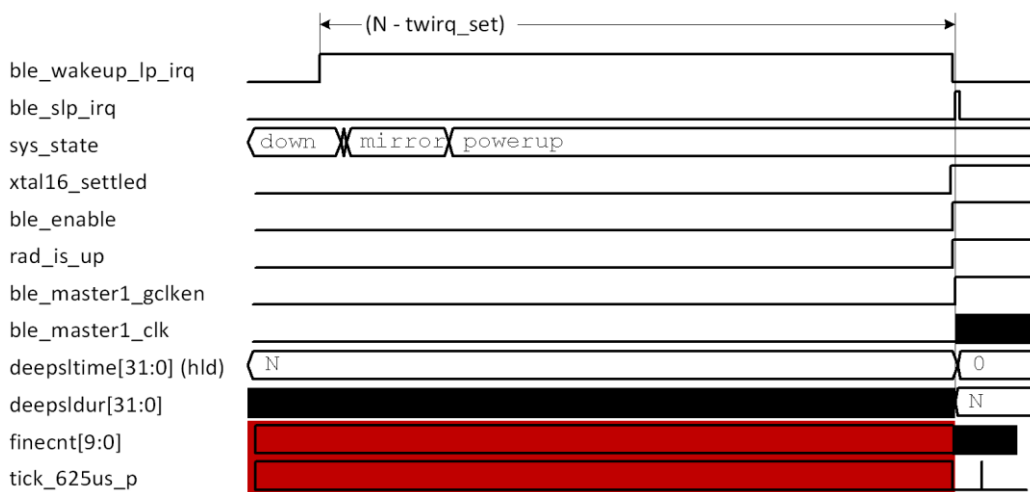 (N - twirq_set)
ble_wakeup_lp_irq
ble_slp_irq
sys_state down mirror powerup
xtal16_settled
ble_enable
rad_is_up
ble_master1_gclken
ble_master1_clk
deepsltime[31:0] (hld) N 0
deepsldur[31:0] N
finecnt[9:0]
tick_625us_p